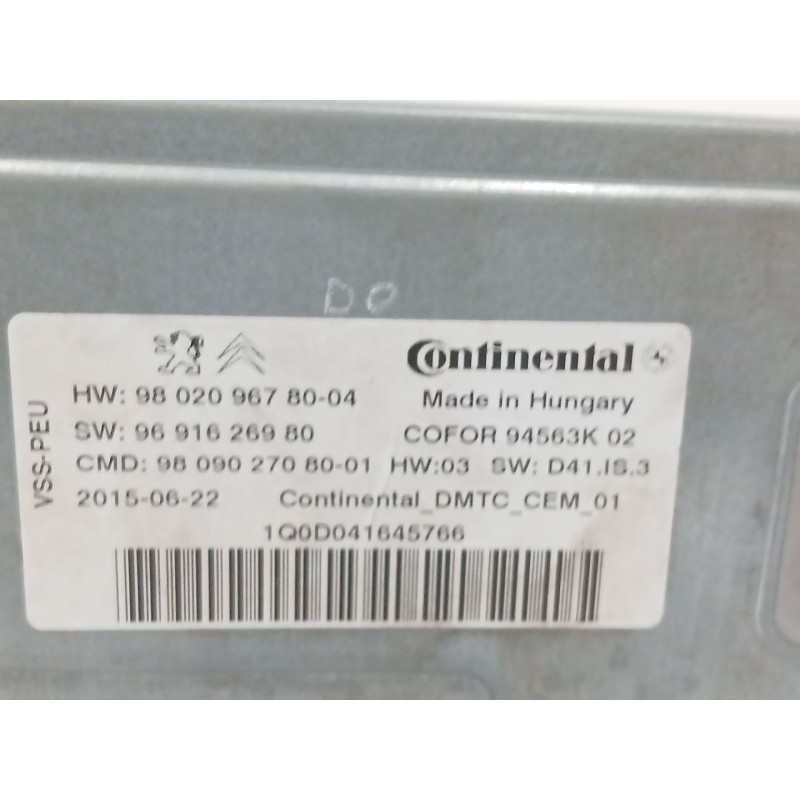 DO
Continental
HW: 98 020 967 80-04
Made in Hungary
SW: 96 916 269 80
COFOR 94563K 02
CMD: 98 090 270 80-01 HW:03 SW: D41.IS.3
2015-06-22 Continental_DMTC_CEM_01
1Q0D041645766
VSS-PEU